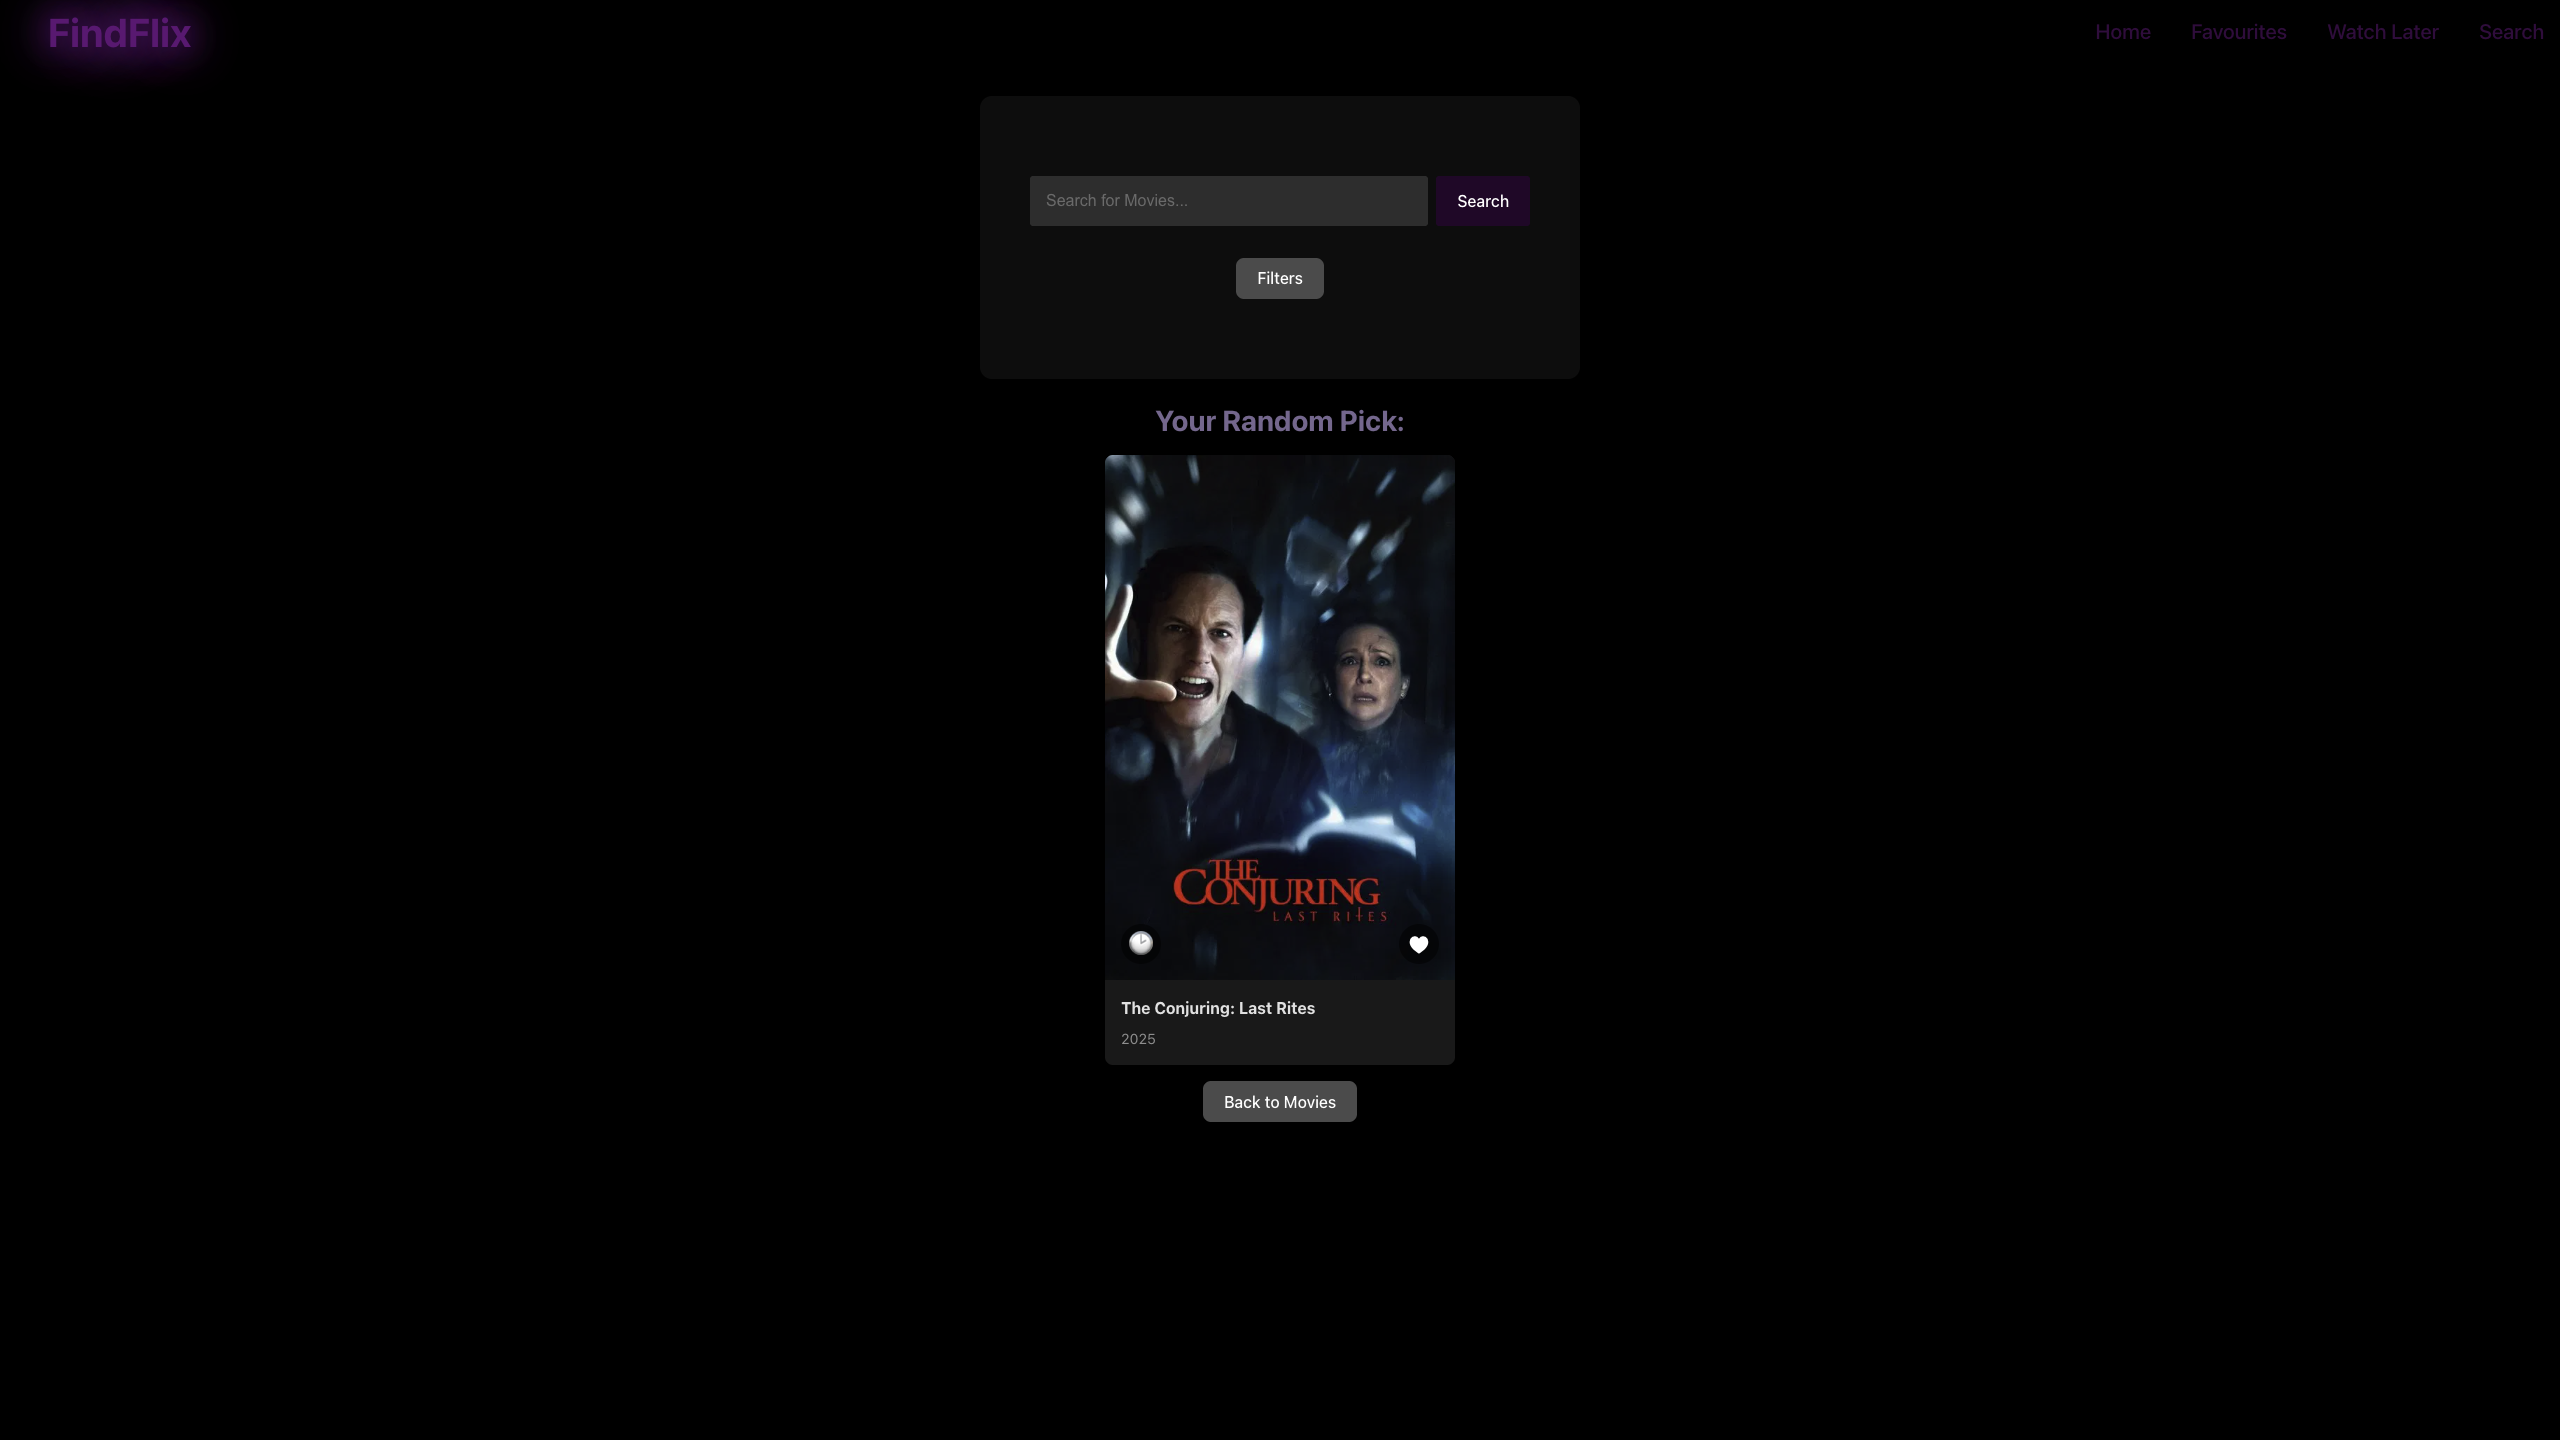 FindFlix
Home
Favourites
Watch Later
Search
Search for Movies...
Search
Filters
Your Random Pick:
THE
CONJURING
LAST RITES
The Conjuring: Last Rites
2025
Back to Movies